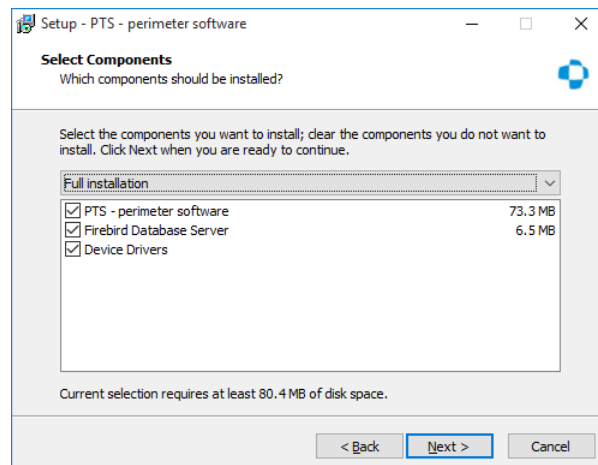 Setup - PTS - perimeter software
Select Components
Which components should be installed?
Select the components you want to install; clear the components you do not want to
install. Click Next when you are ready to continue.
Full installation
PTS - perimeter software 73.3 MB
Firebird Database Server 6.5 MB
Device Drivers
Current selection requires at least 80.4 MB of disk space.
< Back Next > Cancel